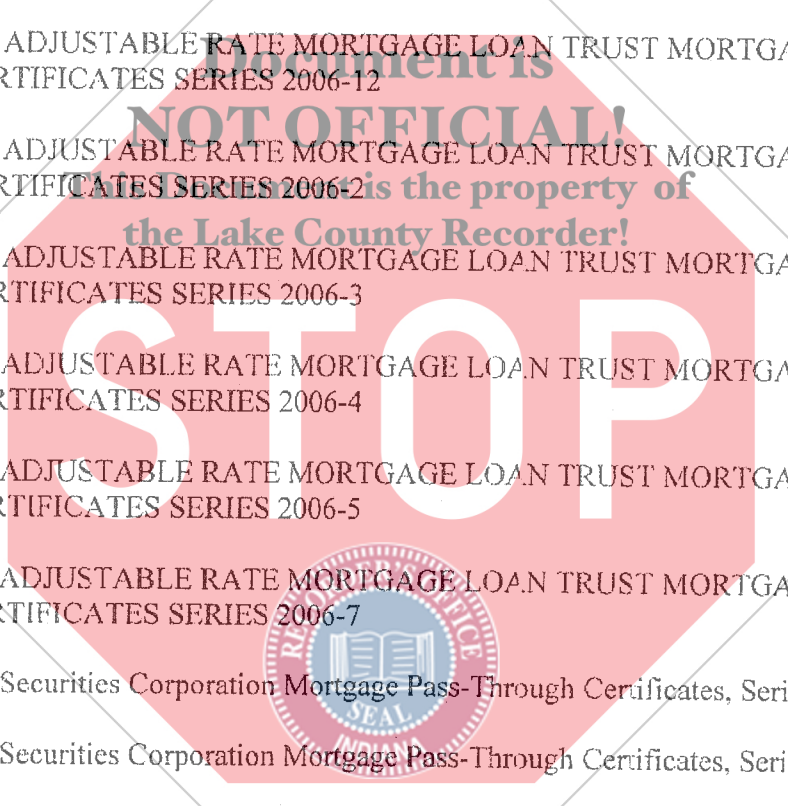 ADJUSTABLE RATE MORTGAGE LOAN TRUST MORTGA
RTIFICATES SERIES 2006-12
Document is
NOT OFFICIAL!
ADJUSTABLE RATE MORTGAGE LOAN TRUST MORTGA
RTIFICATES SERIES 2006-2
This Document is the property of
the Lake County Recorder!
ADJUSTABLE RATE MORTGAGE LOAN TRUST MORTGA
RTIFICATES SERIES 2006-3
STOP
ADJUSTABLE RATE MORTGAGE LOAN TRUST MORTGA
RTIFICATES SERIES 2006-4
ADJUSTABLE RATE MORTGAGE LOAN TRUST MORTGA
RTIFICATES SERIES 2006-5
ADJUSTABLE RATE MORTGAGE LOAN TRUST MORTGA
RTIFICATES SERIES 2006-7
RECORDER'S OFFICE
SEAL
INDIANA
Securities Corporation Mortgage Pass-Through Certificates, Seri
Securities Corporation Mortgage Pass-Through Certificates, Seri